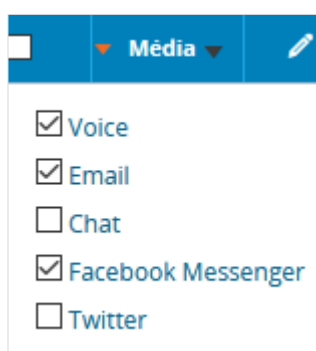 Média
Voice
Email
Chat
Facebook Messenger
Twitter